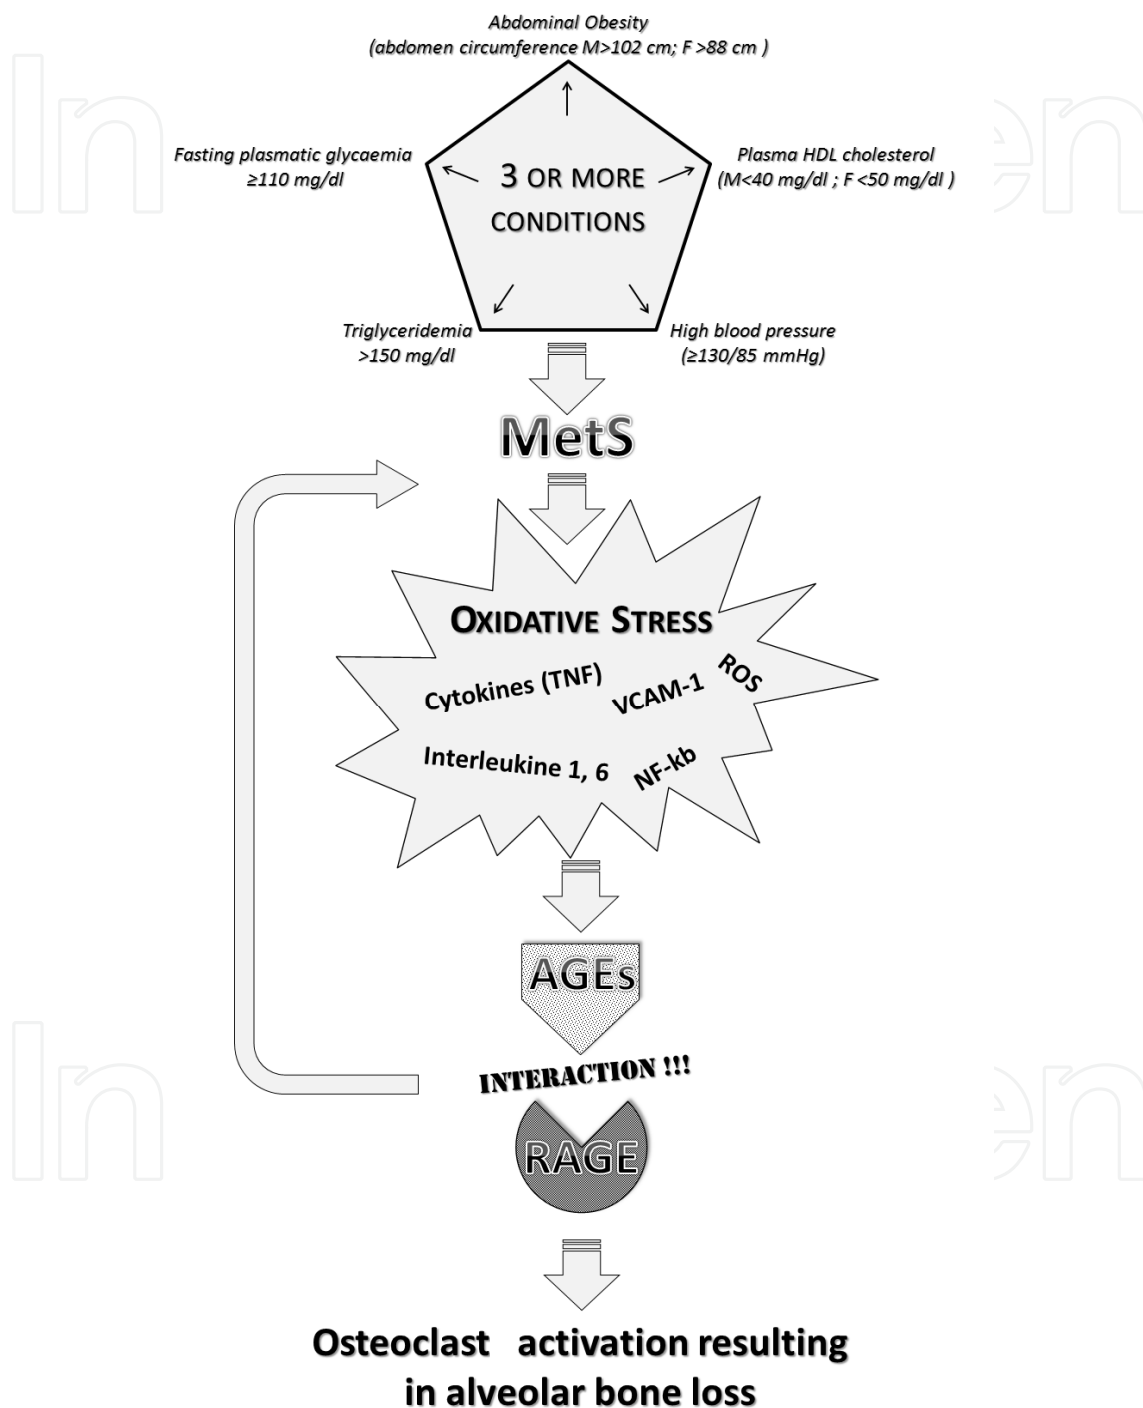 Abdominal Obesity
(abdomen circumference M>102 cm; F >88 cm )
Fasting plasmatic glycaemia
≥110 mg/dl
Plasma HDL cholesterol
(M<40 mg/dl ; F <50 mg/dl )
3 OR MORE
CONDITIONS
Triglyceridemia
>150 mg/dl
High blood pressure
(≥130/85 mmHg)
MetS
OXIDATIVE STRESS
Cytokines (TNF)
VCAM-1
ROS
Interleukine 1, 6
NF-kb
AGEs
INTERACTION !!!
RAGE
Osteoclast activation resulting
in alveolar bone loss